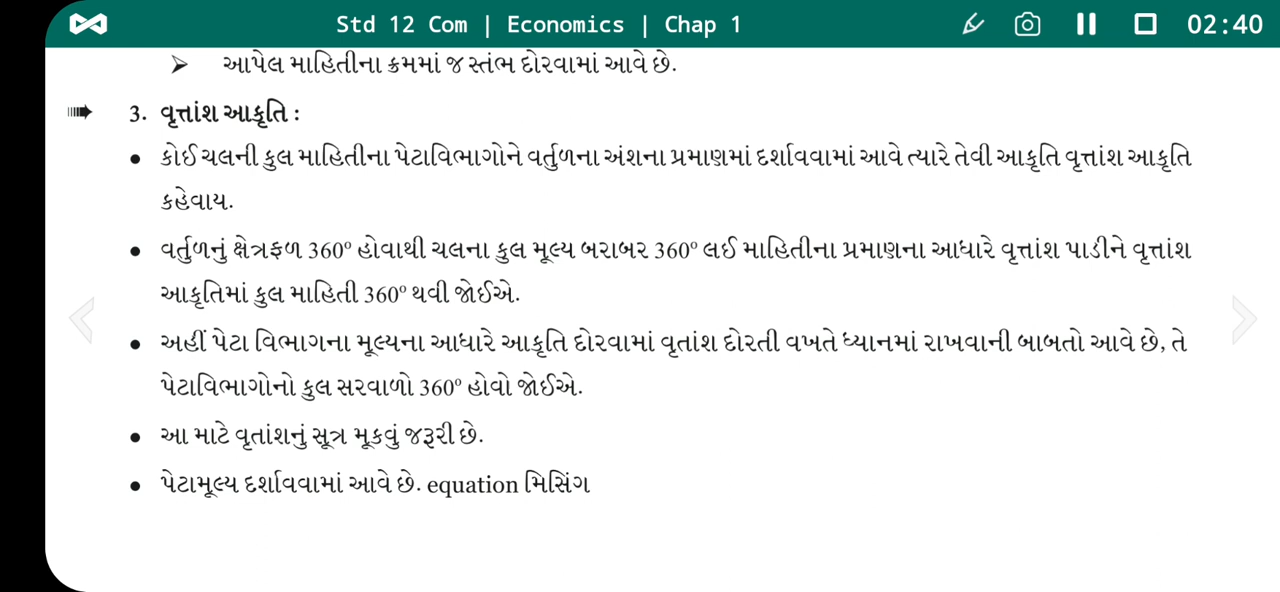 Std 12 Com | Economics | Chap 1 02:40
➤ આપેલ માહિતીના ક્રમમાં જ સ્તંભ દોરવામાં આવે છે.
3. વૃત્તાંશ આકૃતિ :
• કોઈ ચલની કુલ માહિતીના પેટાવિભાગોને વર્તુળના અંશના પ્રમાણમાં દર્શાવવામાં આવે ત્યારે તેવી આકૃતિ વૃત્તાંશ આકૃતિ
કહેવાય.
• વર્તુળનું ક્ષેત્રફળ 360° હોવાથી ચલના કુલ મૂલ્ય બરાબર 360° લઈ માહિતીના પ્રમાણના આધારે વૃત્તાંશ પાડીને વૃત્તાંશ
આકૃતિમાં કુલ માહિતી 360° થવી જોઈએ.
• અહીં પેટા વિભાગના મૂલ્યના આધારે આકૃતિ દોરવામાં વૃતાંશ દોરતી વખતે ધ્યાનમાં રાખવાની બાબતો આવે છે, તે
પેટાવિભાગોનો કુલ સરવાળો 360° હોવો જોઈએ.
• આ માટે વૃતાંશનું સૂત્ર મૂકવું જરૂરી છે.
• પેટામૂલ્ય દર્શાવવામાં આવે છે. equation મિસિંગ